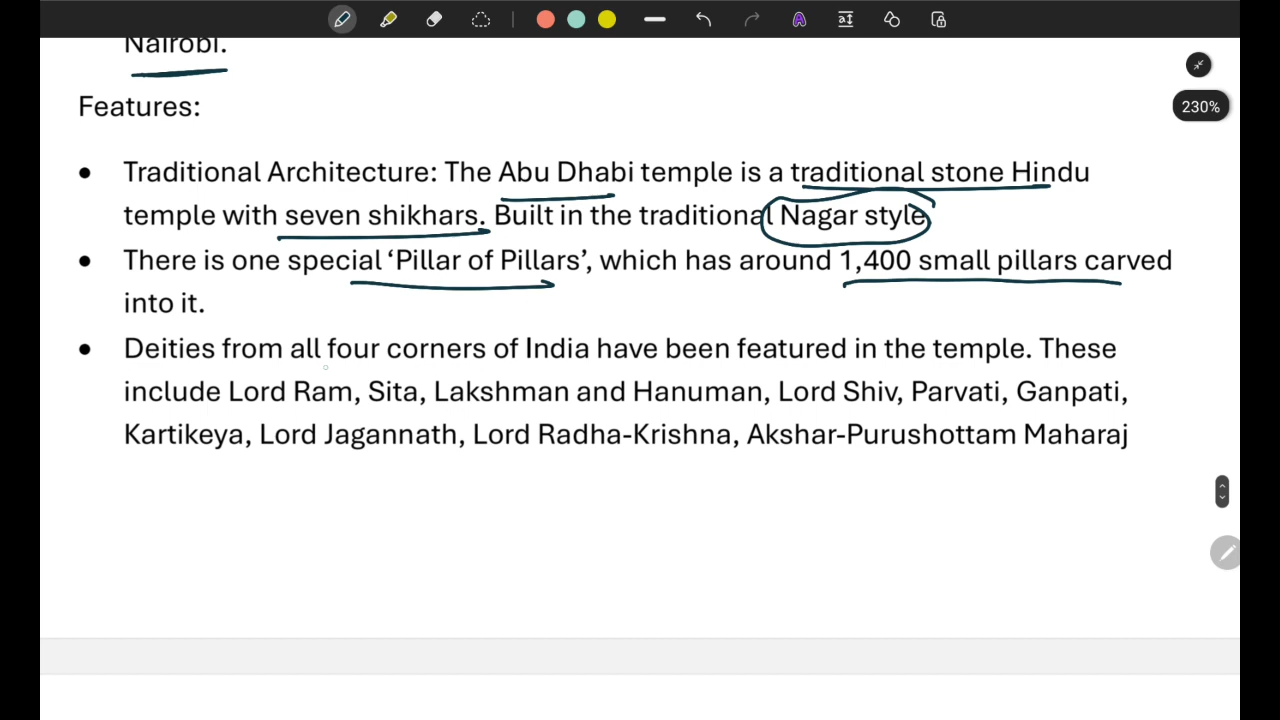 Nairobi.
230%
Features:
• Traditional Architecture: The Abu Dhabi temple is a traditional stone Hindu
temple with seven shikhars. Built in the traditional Nagar style
• There is one special ‘Pillar of Pillars’, which has around 1,400 small pillars carved
into it.
• Deities from all four corners of India have been featured in the temple. These
include Lord Ram, Sita, Lakshman and Hanuman, Lord Shiv, Parvati, Ganpati,
Kartikeya, Lord Jagannath, Lord Radha-Krishna, Akshar-Purushottam Maharaj